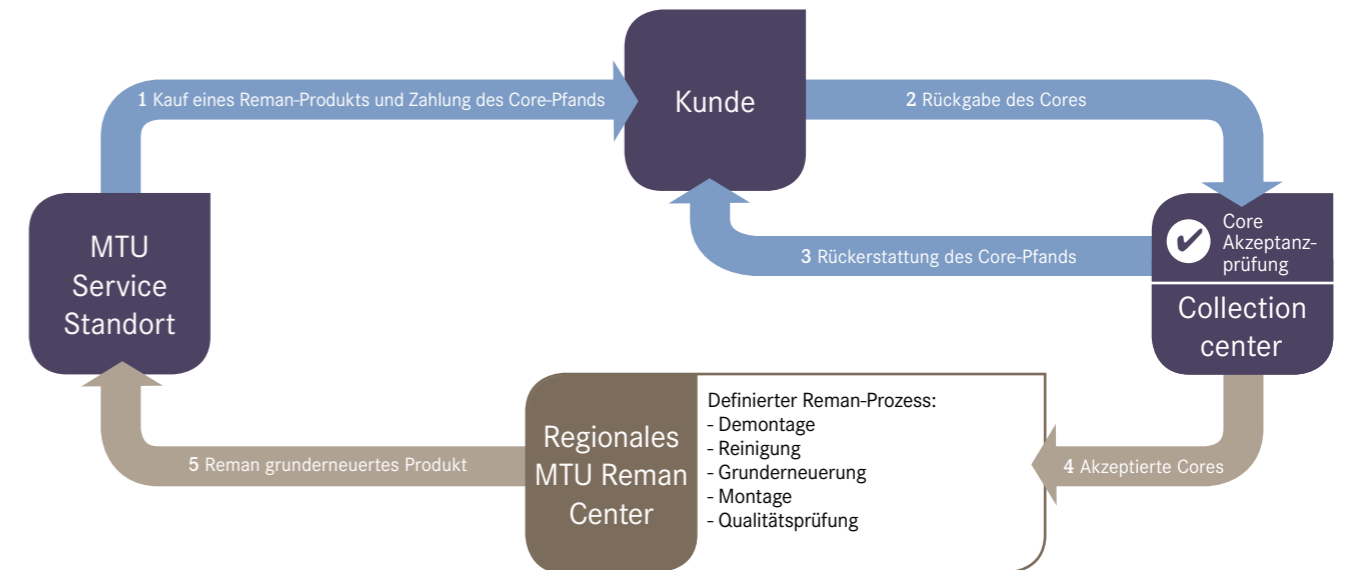 1 Kauf eines Reman-Produkts und Zahlung des Core-Pfands
Kunde
2 Rückgabe des Cores
MTU
Service
Standort
Core
Akzeptanz-
prüfung
3 Rückerstattung des Core-Pfands
Collection
center
Regionales
MTU Reman
Center
Definierter Reman-Prozess:
- Demontage
- Reinigung
- Grunderneuerung
- Montage
- Qualitätsprüfung
4 Akzeptierte Cores
5 Reman grunderneuertes Produkt